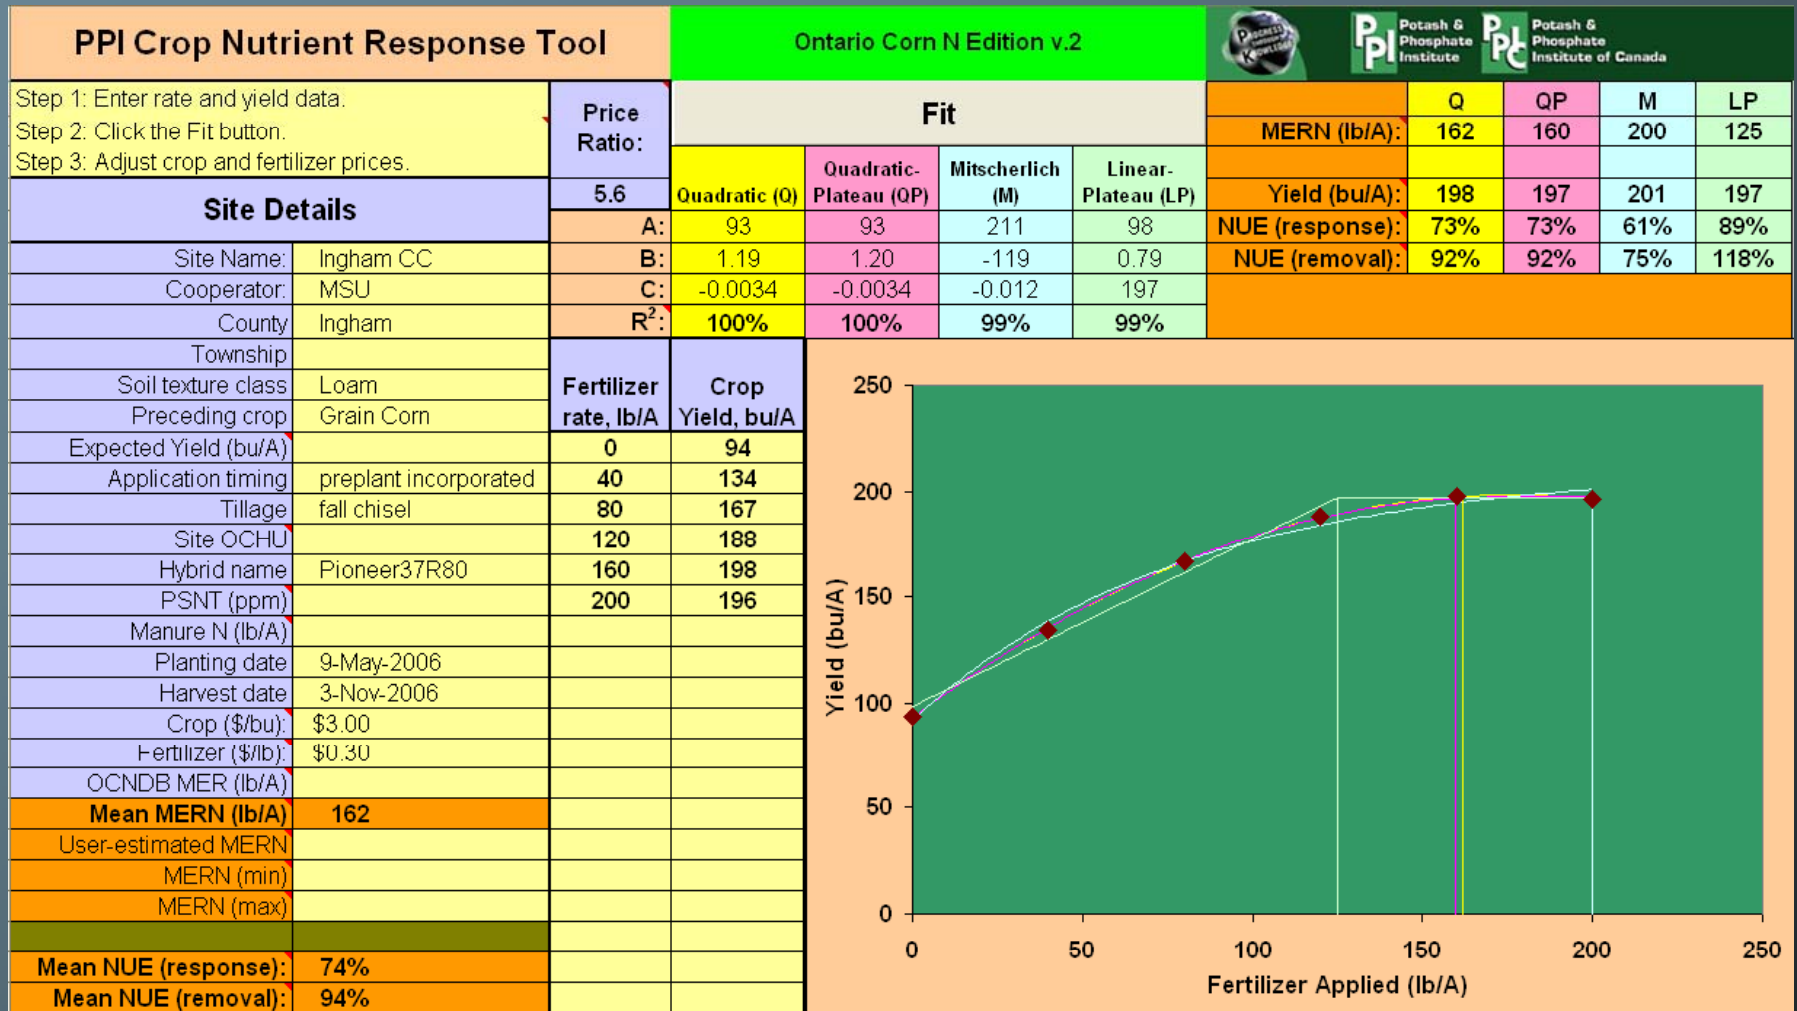 PPI Crop Nutrient Response Tool
Ontario Corn N Edition v.2
PROGRESS THROUGH KNOWLEDGE
PPI Potash & Phosphate Institute
PPIC Potash & Phosphate Institute of Canada
Step 1: Enter rate and yield data.
Step 2: Click the Fit button.
Step 3: Adjust crop and fertilizer prices.
Price Ratio:
5.6
Fit
Q QP M LP
MERN (lb/A): 162 160 200 125
Yield (bu/A): 198 197 201 197
NUE (response): 73% 73% 61% 89%
NUE (removal): 92% 92% 75% 118%
Quadratic (Q) Quadratic-Plateau (QP) Mitscherlich (M) Linear-Plateau (LP)
A: 93 93 211 98
B: 1.19 1.20 -119 0.79
C: -0.0034 -0.0034 -0.012 197
R²: 100% 100% 99% 99%
Site Details
Site Name: Ingham CC
Cooperator: MSU
County Ingham
Township
Soil texture class Loam
Preceding crop Grain Corn
Expected Yield (bu/A)
Application timing preplant incorporated
Tillage fall chisel
Site OCHU
Hybrid name Pioneer37R80
PSNT (ppm)
Manure N (lb/A)
Planting date 9-May-2006
Harvest date 3-Nov-2006
Crop ($/bu): $3.00
Fertilizer ($/lb): $0.30
OCNDB MER (lb/A)
Mean MERN (lb/A) 162
User-estimated MERN
MERN (min)
MERN (max)
Mean NUE (response): 74%
Mean NUE (removal): 94%
Fertilizer rate, lb/A Crop Yield, bu/A
0 94
40 134
80 167
120 188
160 198
200 196
Yield (bu/A)
250
200
150
100
50
0
0 50 100 150 200 250
Fertilizer Applied (lb/A)